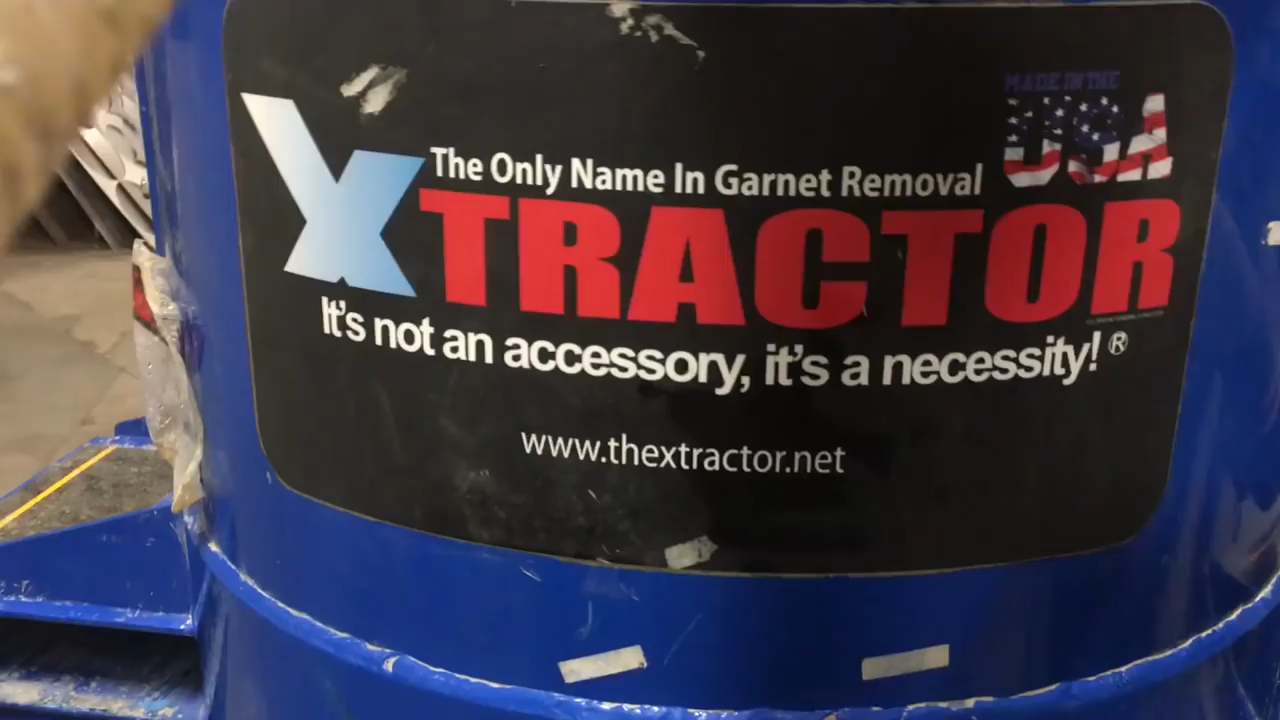 MADE IN THE
USA
The Only Name In Garnet Removal
XTRACTOR
It's not an accessory, it's a necessity! ®
www.thextractor.net